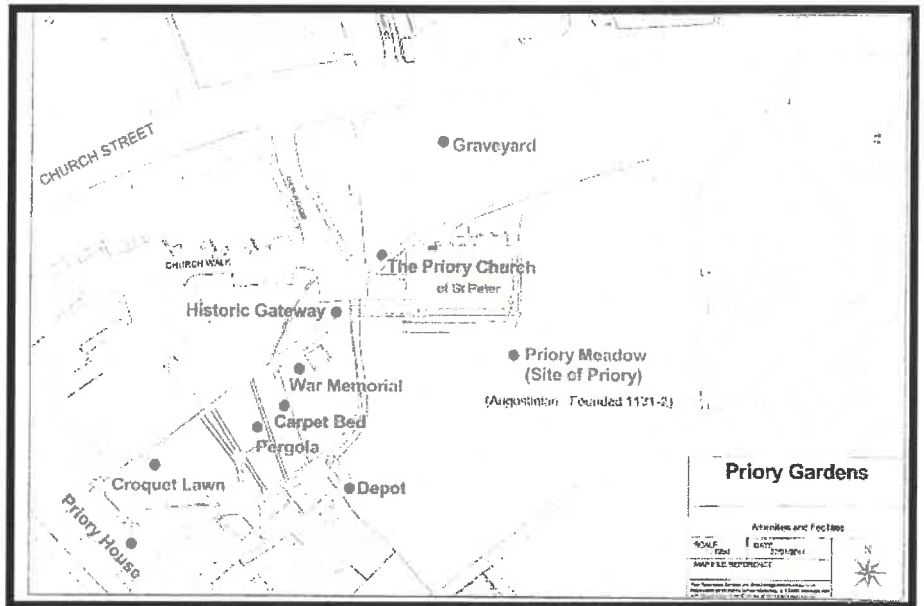 CHURCH STREET
Graveyard
CHURCH WALK
The Priory Church
of St Peter
Historic Gateway
Priory Meadow
(Site of Priory)
(Augustinian Founded 1131-2)
War Memorial
Carpet Bed
Pergola
Croquet Lawn
Depot
Priory House
Priory Gardens
Amenities and Facilities
SCALE
DATE
N